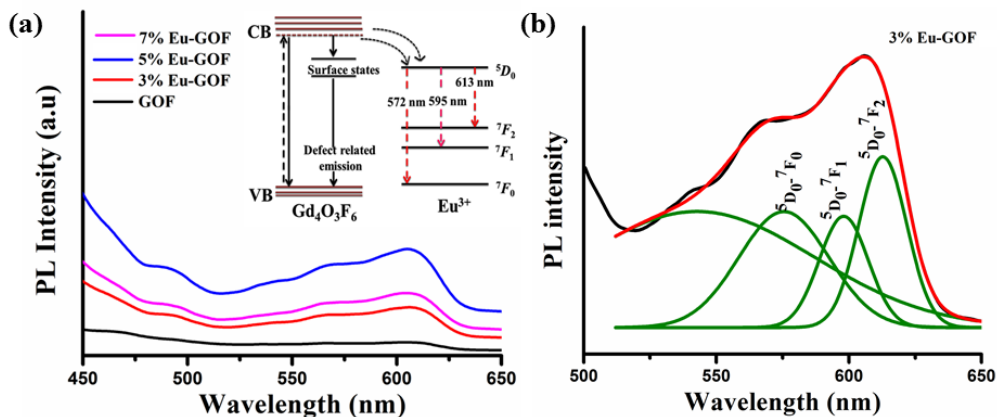 (a)
7% Eu-GOF
5% Eu-GOF
3% Eu-GOF
GOF
CB
Surface states
Defect related
emission
VB
Gd₄O₃F₆
⁵D₀
613 nm
572 nm
595 nm
⁷F₂
⁷F₁
⁷F₀
Eu³⁺
PL Intensity (a.u)
450
500
550
600
650
Wavelength (nm)
(b)
3% Eu-GOF
⁵D₀-⁷F₀
⁵D₀-⁷F₁
⁵D₀-⁷F₂
PL intensity
500
550
600
650
Wavelength (nm)